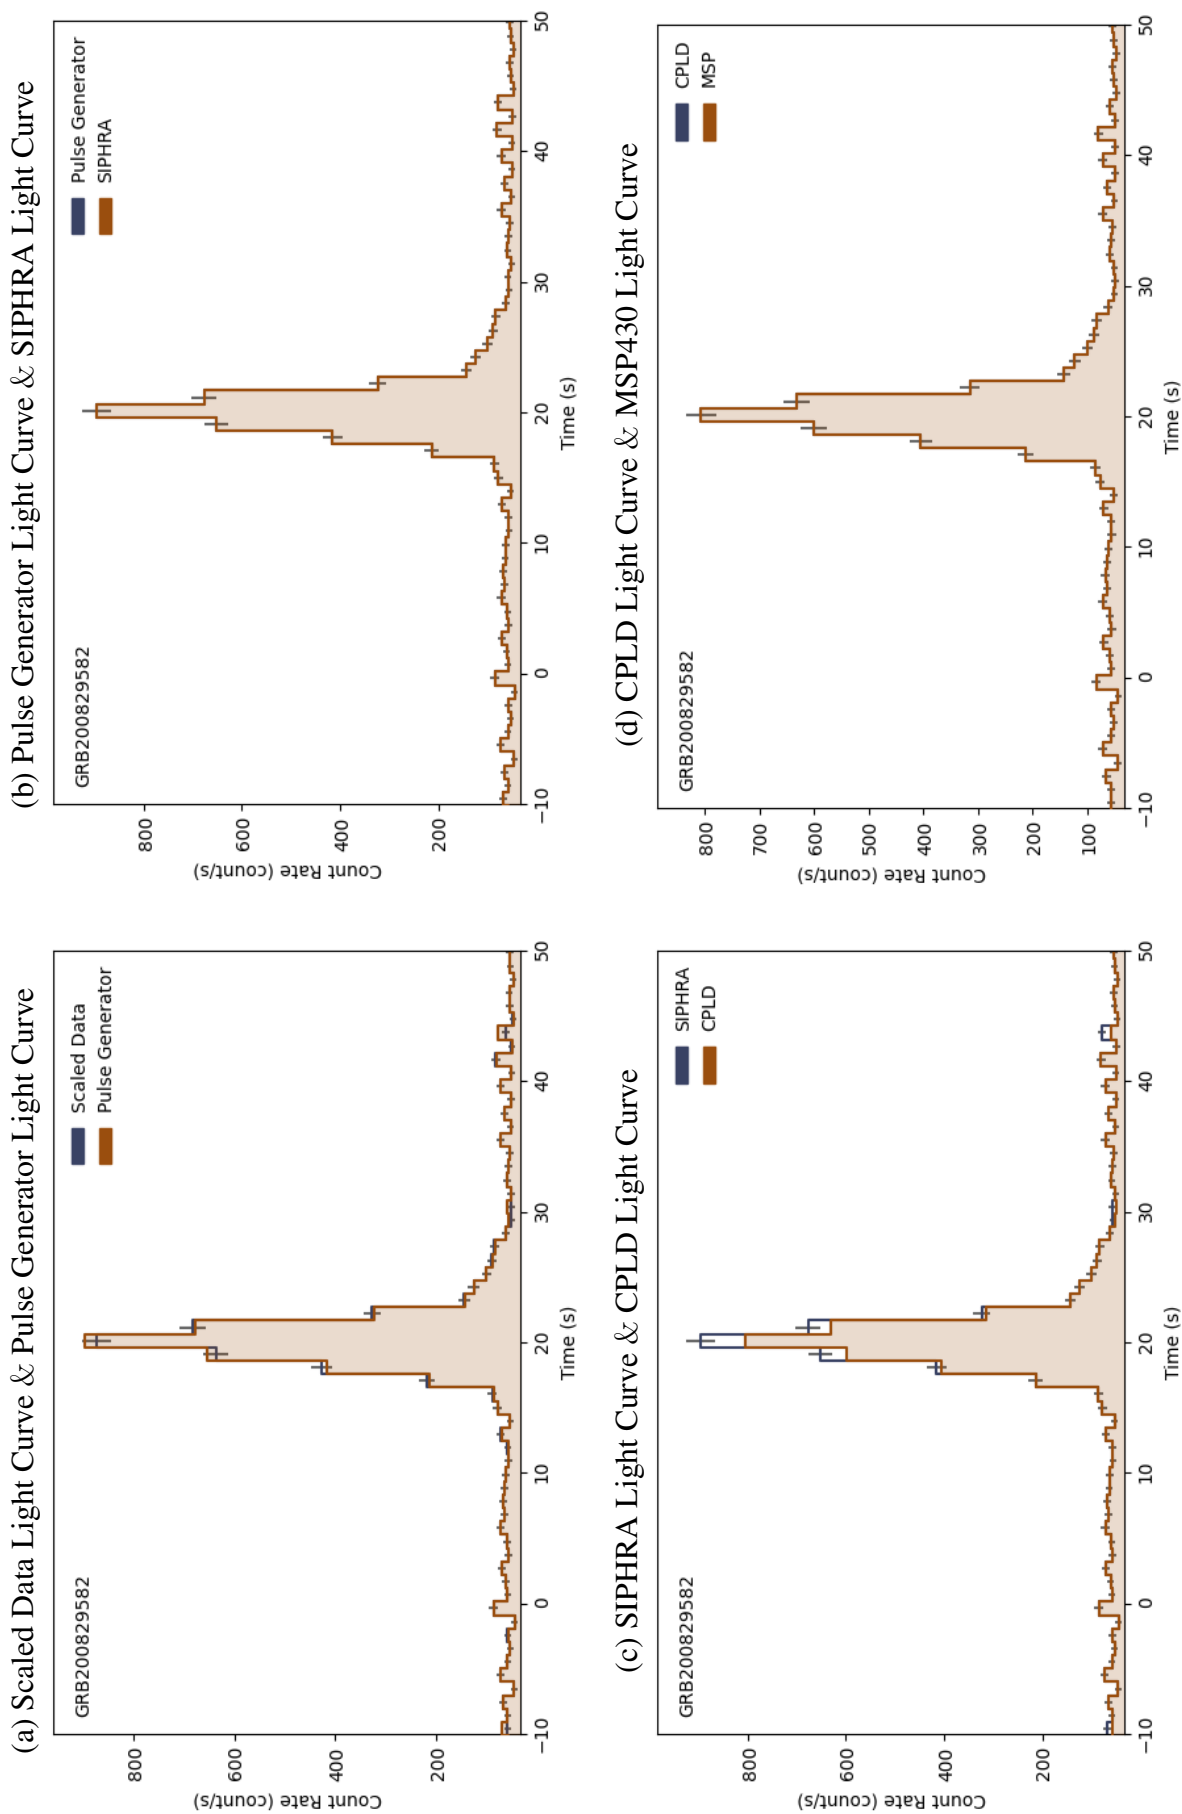 (a) Scaled Data Light Curve & Pulse Generator Light Curve
GRB200829582
Scaled Data
Pulse Generator
Count Rate (count/s)
800
600
400
200
−10 0 10 20 30 40 50
Time (s)
(b) Pulse Generator Light Curve & SIPHRA Light Curve
GRB200829582
Pulse Generator
SIPHRA
Count Rate (count/s)
800
600
400
200
−10 0 10 20 30 40 50
Time (s)
(c) SIPHRA Light Curve & CPLD Light Curve
GRB200829582
SIPHRA
CPLD
Count Rate (count/s)
800
600
400
200
−10 0 10 20 30 40 50
Time (s)
(d) CPLD Light Curve & MSP430 Light Curve
GRB200829582
CPLD
MSP
Count Rate (count/s)
800
700
600
500
400
300
200
100
−10 0 10 20 30 40 50
Time (s)